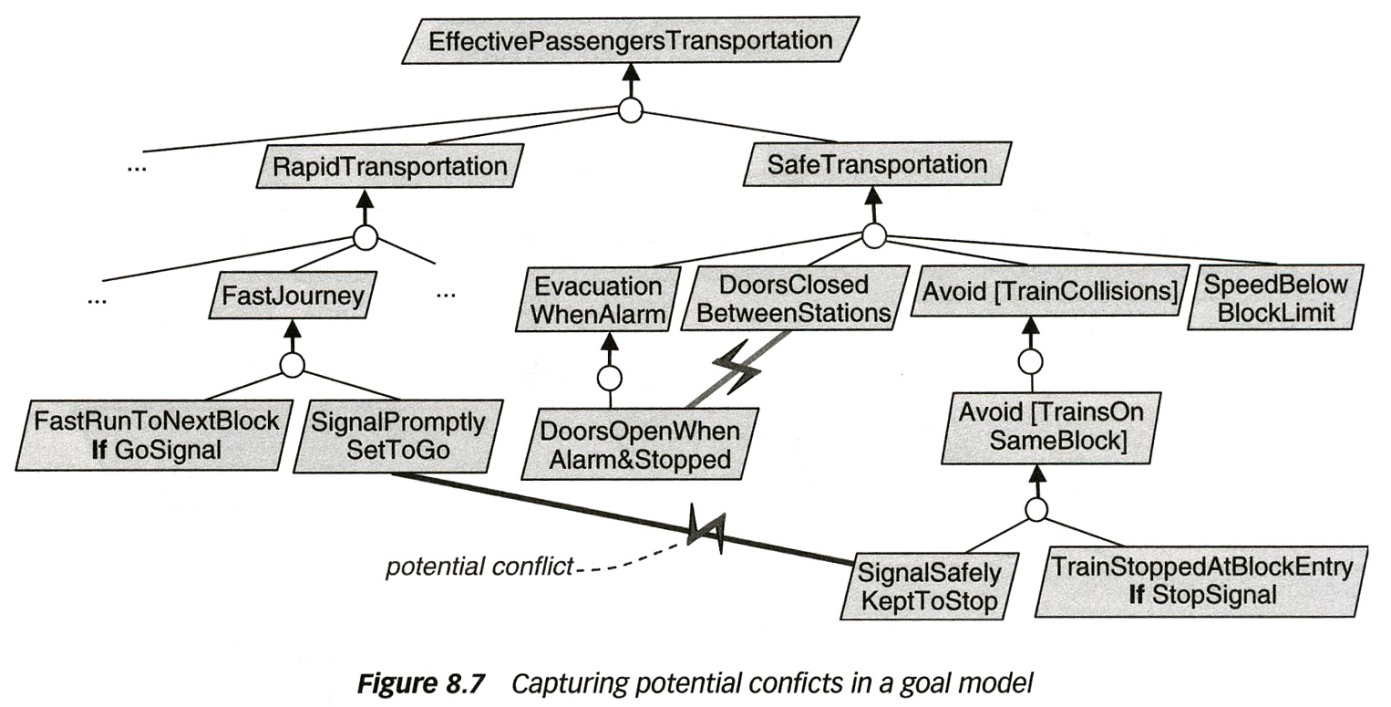 EffectivePassengersTransportation
...
RapidTransportation
SafeTransportation
...
FastJourney
...
Evacuation
WhenAlarm
DoorsClosed
BetweenStations
Avoid [TrainCollisions]
SpeedBelow
BlockLimit
FastRunToNextBlock
If GoSignal
SignalPromptly
SetToGo
DoorsOpenWhen
Alarm&Stopped
Avoid [TrainsOn
SameBlock]
potential conflict
SignalSafely
KeptToStop
TrainStoppedAtBlockEntry
If StopSignal
Figure 8.7 Capturing potential conficts in a goal model